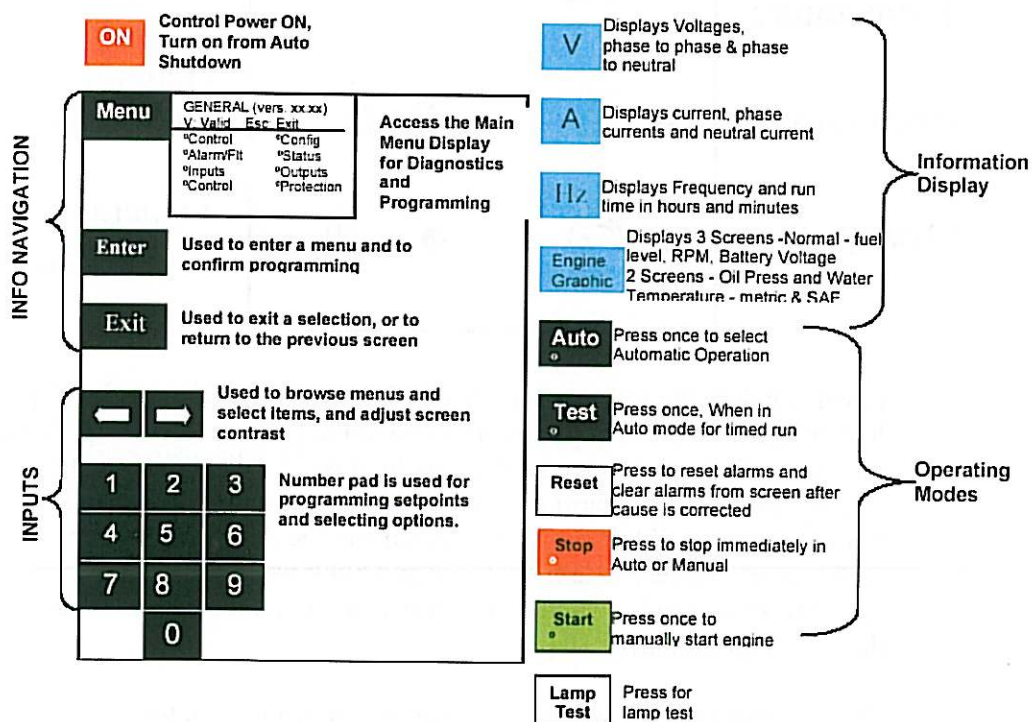 ON
Control Power ON,
Turn on from Auto
Shutdown
INFO NAVIGATION
Menu
GENERAL (vers. xx.xx)
V: Valid Esc: Exit
ºControl ºConfig
ºAlarm/Flt ºStatus
ºInputs ºOutputs
ºControl ºProtection
Access the Main
Menu Display
for Diagnostics
and
Programming
Enter
Used to enter a menu and to
confirm programming
Exit
Used to exit a selection, or to
return to the previous screen
INPUTS
Used to browse menus and
select items, and adjust screen
contrast
1 2 3
4 5 6
7 8 9
0
Number pad is used for
programming setpoints
and selecting options.
V
Displays Voltages,
phase to phase & phase
to neutral
A
Displays current, phase
currents and neutral current
Hz
Displays Frequency and run
time in hours and minutes
Engine
Graphic
Displays 3 Screens -Normal - fuel
level, RPM, Battery Voltage
2 Screens - Oil Press and Water
Temperature - metric & SAE
Information
Display
Auto
Press once to select
Automatic Operation
Test
Press once, When in
Auto mode for timed run
Reset
Press to reset alarms and
clear alarms from screen after
cause is corrected
Stop
Press to stop immediately in
Auto or Manual
Start
Press once to
manually start engine
Operating
Modes
Lamp
Test
Press for
lamp test